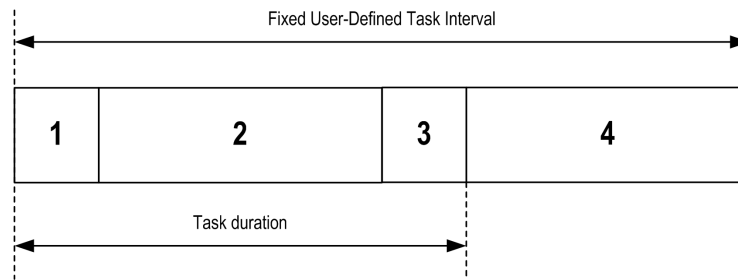 Fixed User-Defined Task Interval
1 2 3 4
Task duration